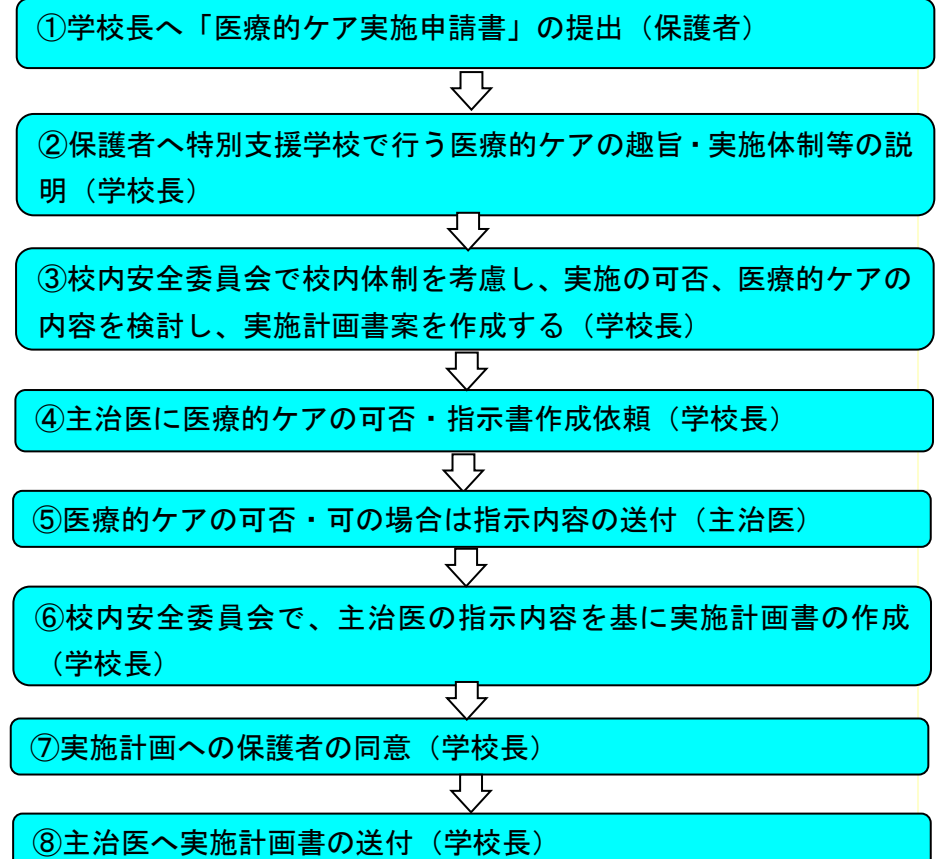 ①学校長へ「医療的ケア実施申請書」の提出（保護者）
②保護者へ特別支援学校で行う医療的ケアの趣旨・実施体制等の説
明（学校長）
③校内安全委員会で校内体制を考慮し、実施の可否、医療的ケアの
内容を検討し、実施計画書案を作成する（学校長）
④主治医に医療的ケアの可否・指示書作成依頼（学校長）
⑤医療的ケアの可否・可の場合は指示内容の送付（主治医）
⑥校内安全委員会で、主治医の指示内容を基に実施計画書の作成
（学校長）
⑦実施計画への保護者の同意（学校長）
⑧主治医へ実施計画書の送付（学校長）